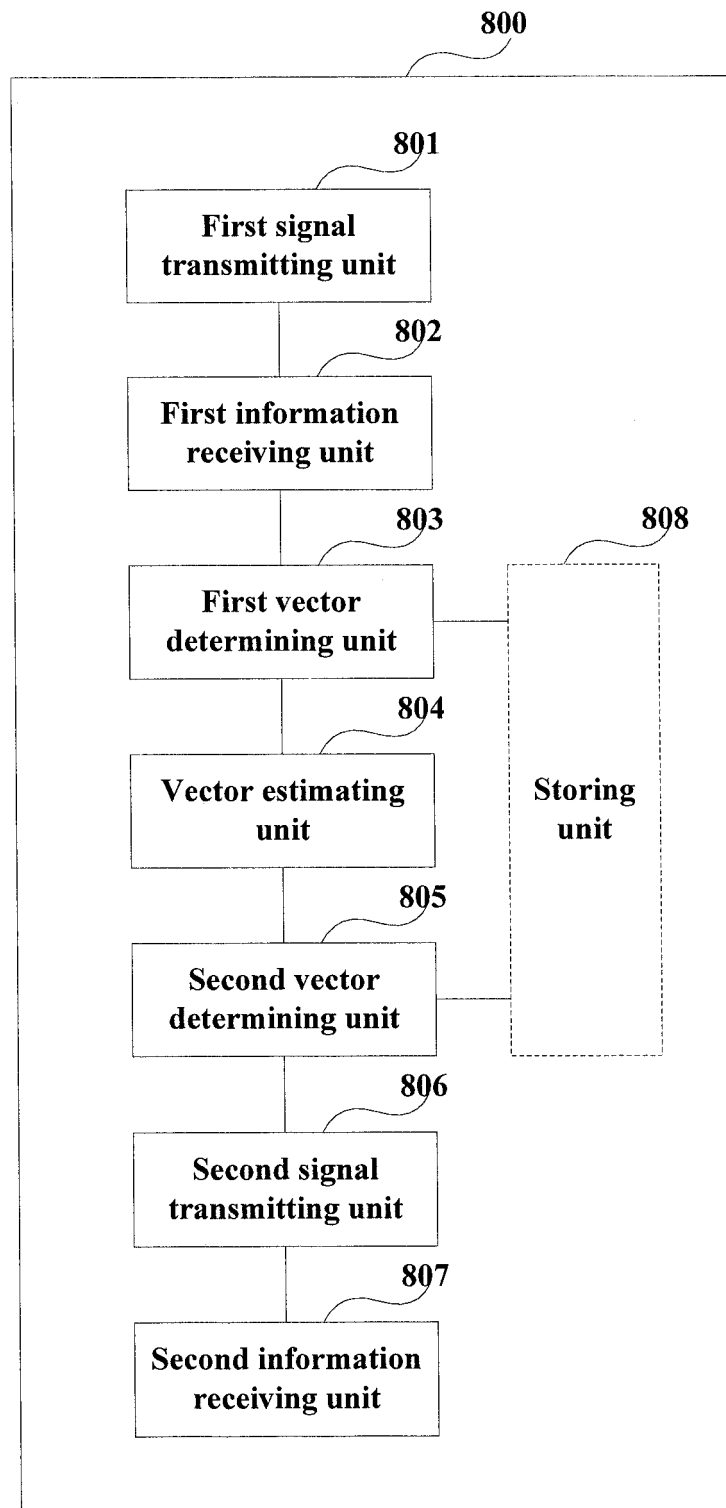 800
801
First signal
transmitting unit
802
First information
receiving unit
803
808
First vector
determining unit
804
Vector estimating
unit
Storing
unit
805
Second vector
determining unit
806
Second signal
transmitting unit
807
Second information
receiving unit